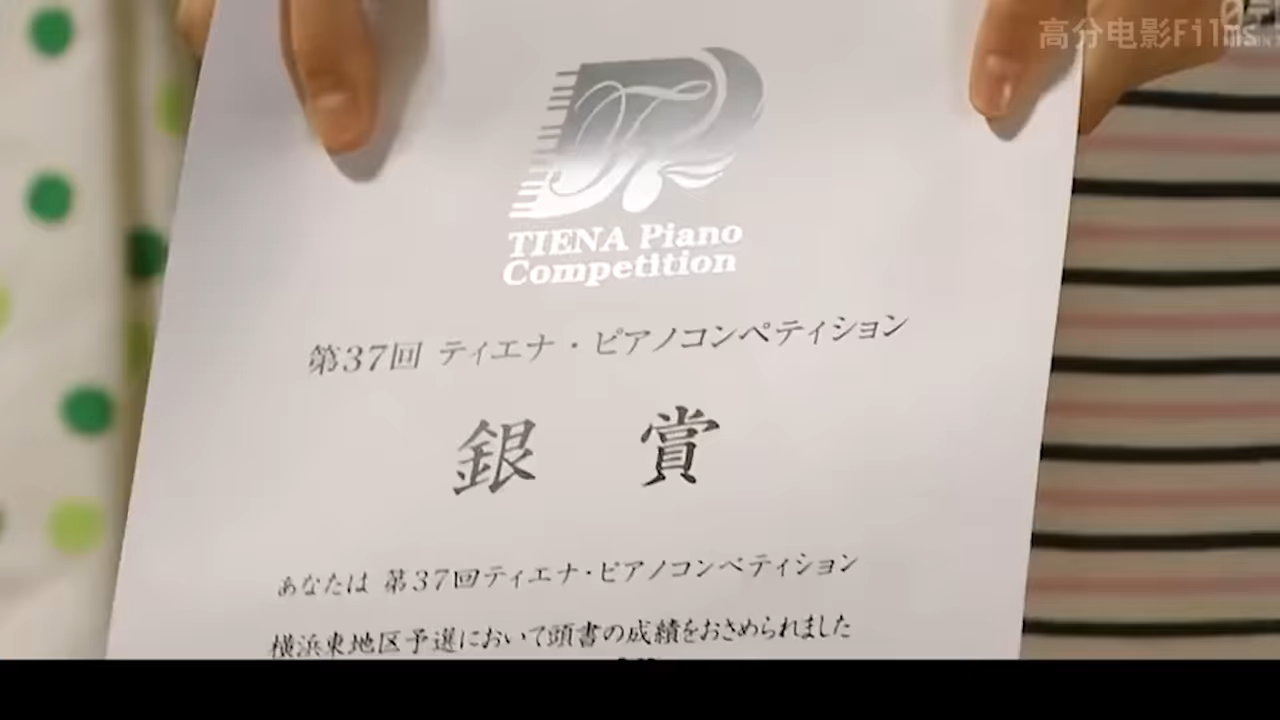 高分电影Films
TIENA Piano
Competition
第37回 ティエナ・ピアノコンペティション
銀 賞
あなたは 第37回ティエナ・ピアノコンペティション
横浜東地区予選において頭書の成績をおさめられました